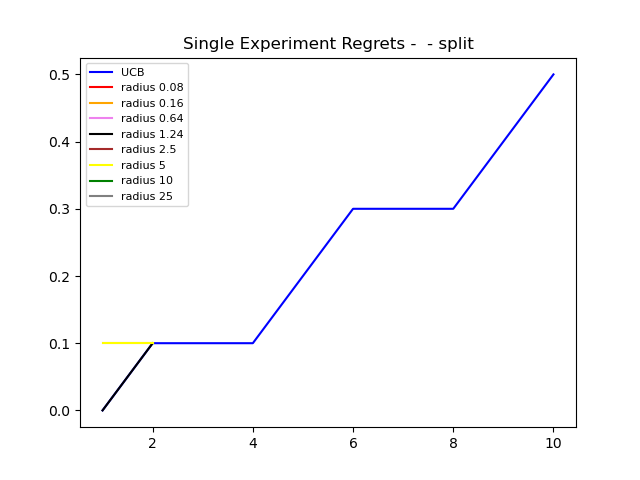 Single Experiment Regrets -  - split
0.5
0.4
0.3
0.2
0.1
0.0
UCB
radius 0.08
radius 0.16
radius 0.64
radius 1.24
radius 2.5
radius 5
radius 10
radius 25
2 4 6 8 10